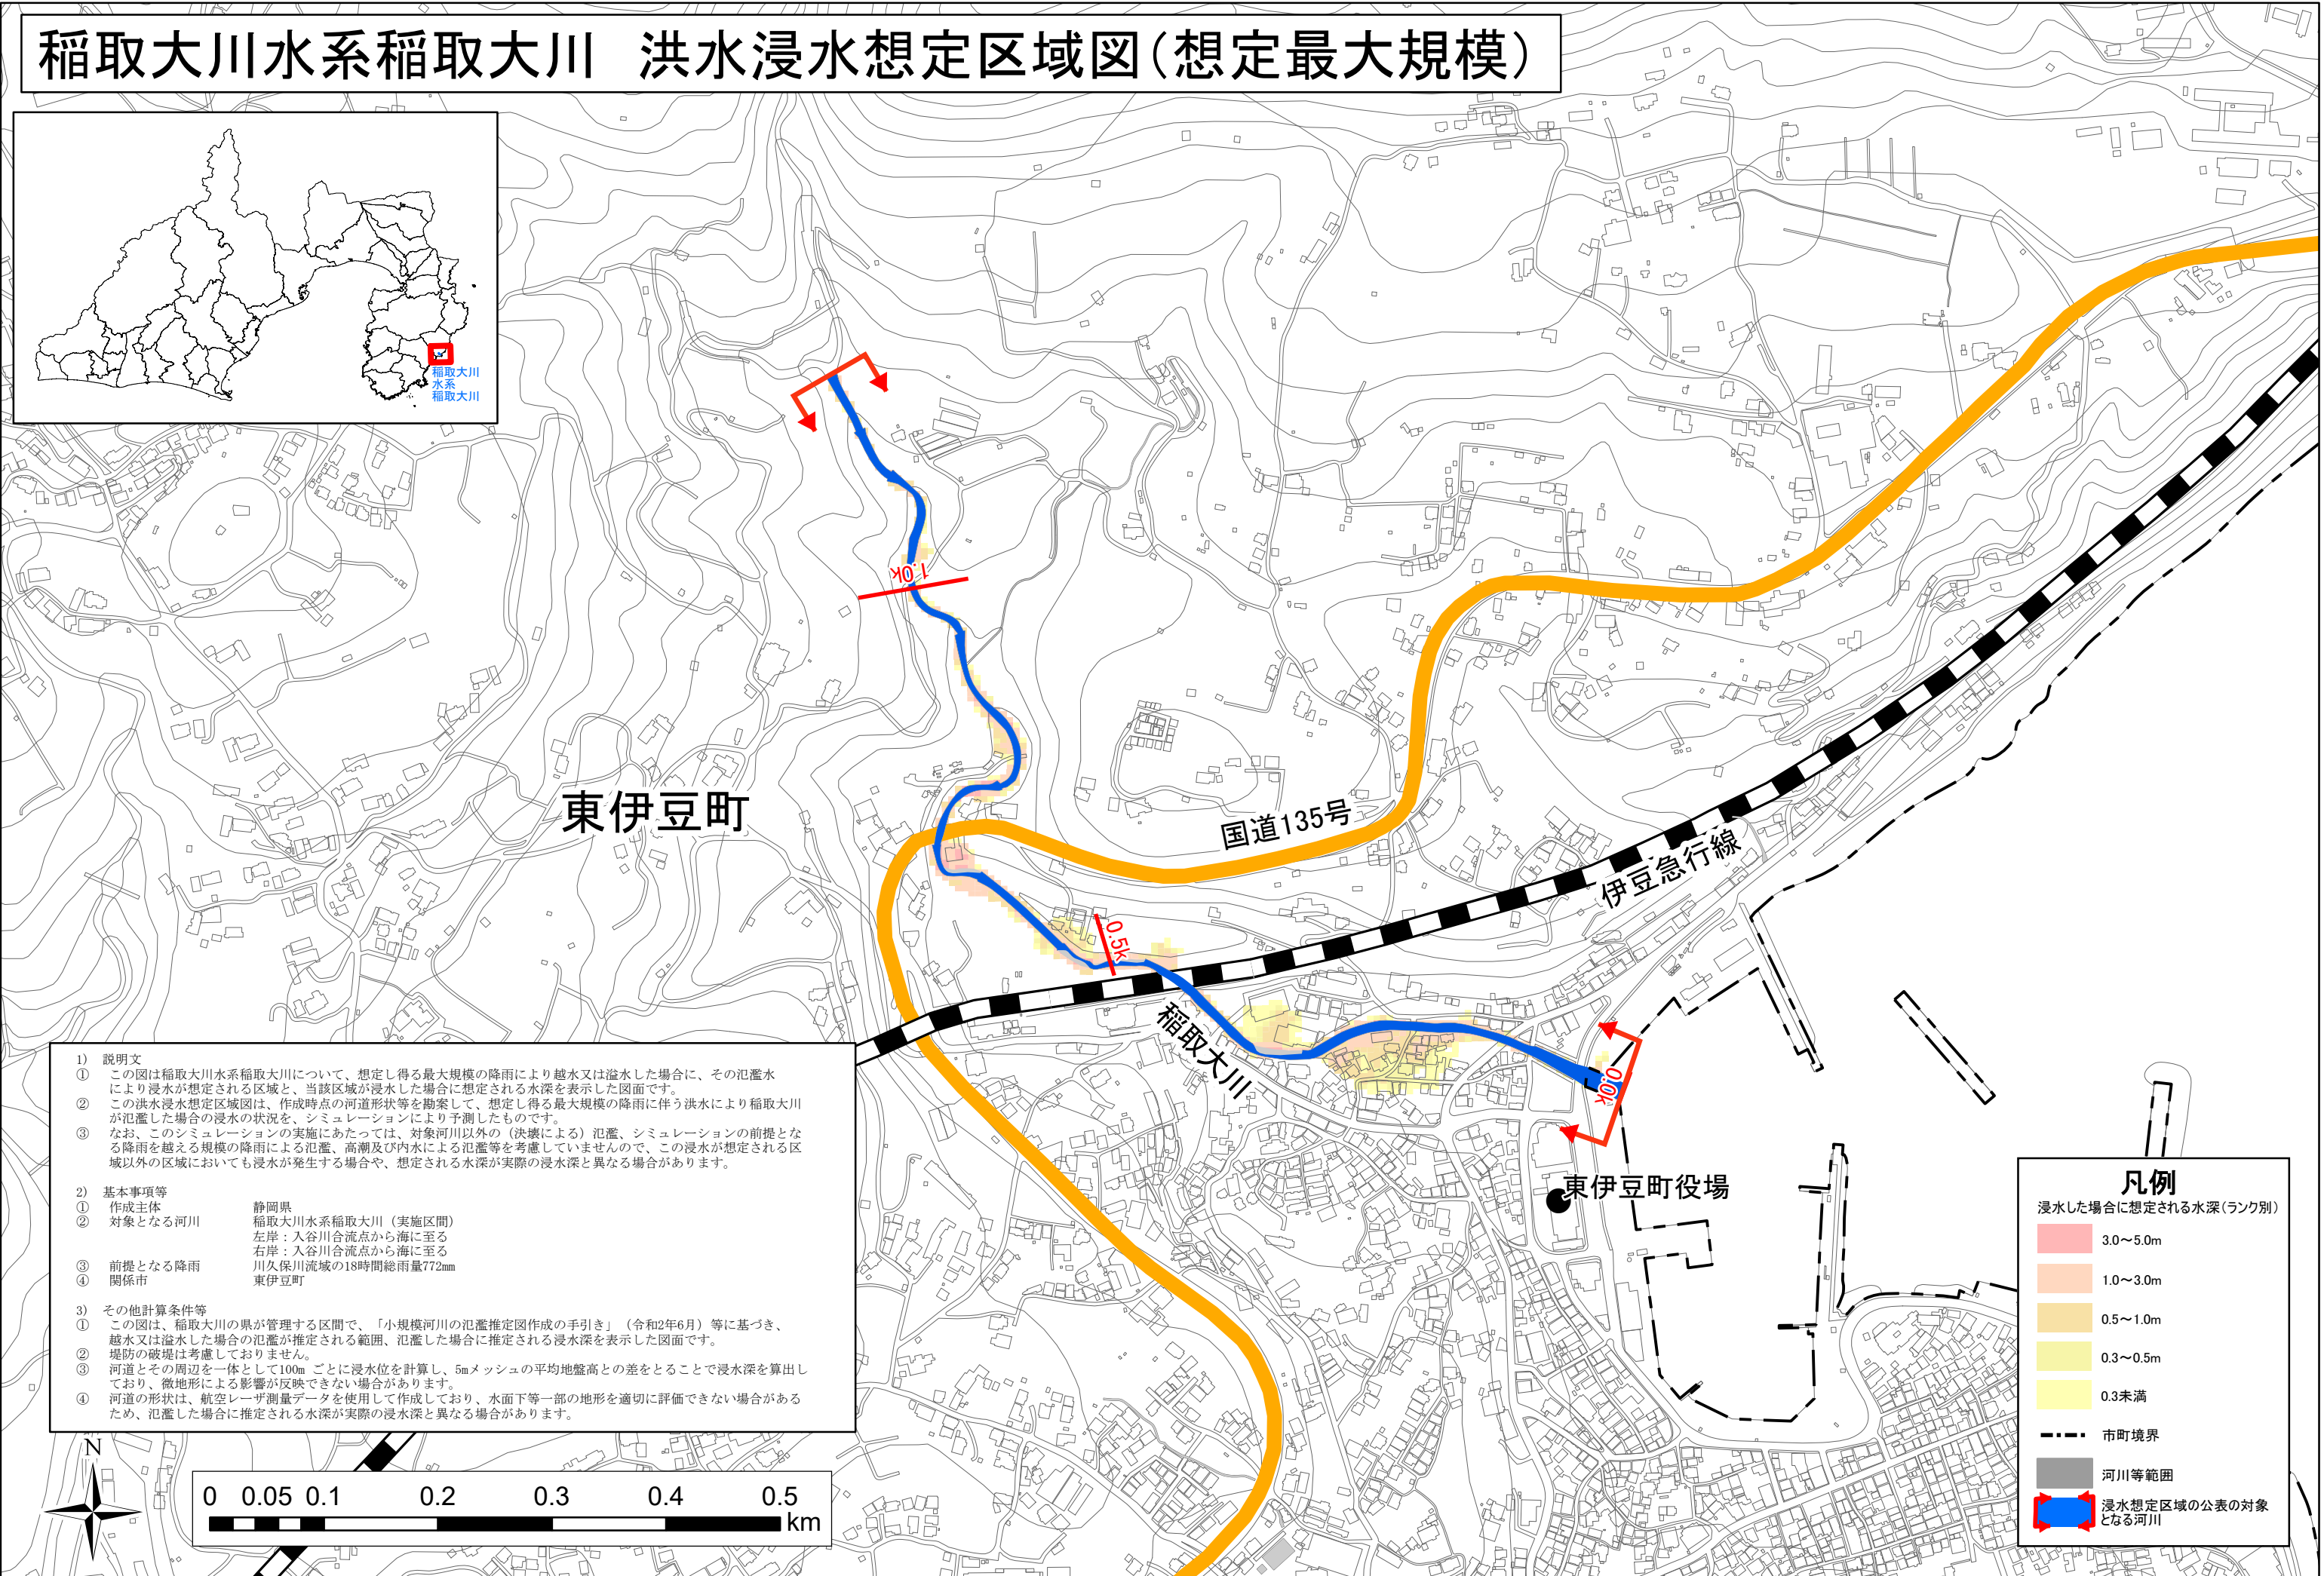 稲取大川水系稲取大川　洪水浸水想定区域図（想定最大規模）
稲取大川
水系
稲取大川
1.0k
東伊豆町
国道135号
伊豆急行線
0.5k
稲取大川
0.0k
東伊豆町役場
1) 説明文
① この図は稲取大川水系稲取大川について、想定し得る最大規模の降雨により越水又は溢水した場合に、その氾濫水
により浸水が想定される区域と、当該区域が浸水した場合に想定される水深を表示した図面です。
② この洪水浸水想定区域図は、作成時点の河道形状等を勘案して、想定し得る最大規模の降雨に伴う洪水により稲取大川
が氾濫した場合の浸水の状況を、シミュレーションにより予測したものです。
③ なお、このシミュレーションの実施にあたっては、対象河川以外の（決壊による）氾濫、シミュレーションの前提とな
る降雨を越える規模の降雨による氾濫、高潮及び内水による氾濫等を考慮していませんので、この浸水が想定される区
域以外の区域においても浸水が発生する場合や、想定される水深が実際の浸水深と異なる場合があります。
2) 基本事項等
① 作成主体 静岡県
② 対象となる河川 稲取大川水系稲取大川（実施区間）
左岸：入谷川合流点から海に至る
右岸：入谷川合流点から海に至る
③ 前提となる降雨 川久保川流域の18時間総雨量772mm
④ 関係市 東伊豆町
3) その他計算条件等
① この図は、稲取大川の県が管理する区間で、「小規模河川の氾濫推定図作成の手引き」（令和2年6月）等に基づき、
越水又は溢水した場合の氾濫が推定される範囲、氾濫した場合に推定される浸水深を表示した図面です。
② 堤防の破堤は考慮しておりません。
③ 河道とその周辺を一体として100m ごとに浸水位を計算し、5mメッシュの平均地盤高との差をとることで浸水深を算出し
ており、微地形による影響が反映できない場合があります。
④ 河道の形状は、航空レーザ測量データを使用して作成しており、水面下等一部の地形を適切に評価できない場合がある
ため、氾濫した場合に推定される水深が実際の浸水深と異なる場合があります。
N
0 0.05 0.1 0.2 0.3 0.4 0.5
km
凡例
浸水した場合に想定される水深（ランク別）
3.0～5.0m
1.0～3.0m
0.5～1.0m
0.3～0.5m
0.3未満
市町境界
河川等範囲
浸水想定区域の公表の対象
となる河川